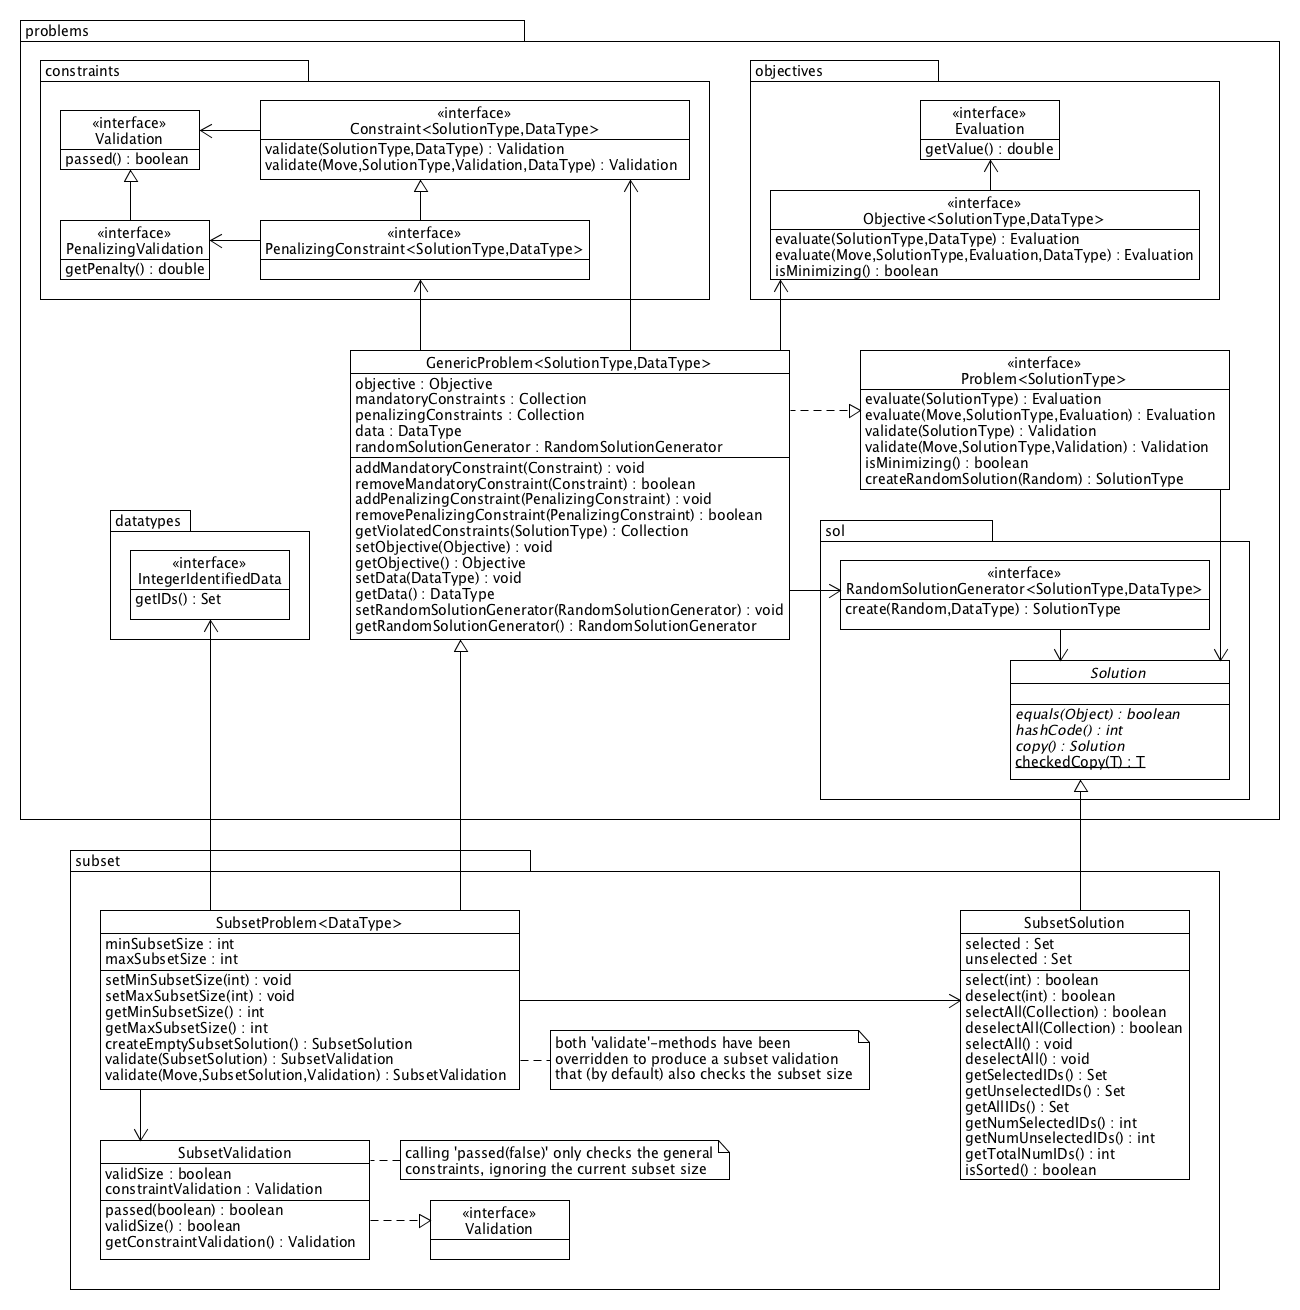 problems
constraints
«interface»
Validation
passed() : boolean
«interface»
Constraint<SolutionType,DataType>
validate(SolutionType,DataType) : Validation
validate(Move,SolutionType,Validation,DataType) : Validation
«interface»
PenalizingValidation
getPenalty() : double
«interface»
PenalizingConstraint<SolutionType,DataType>
objectives
«interface»
Evaluation
getValue() : double
«interface»
Objective<SolutionType,DataType>
evaluate(SolutionType,DataType) : Evaluation
evaluate(Move,SolutionType,Evaluation,DataType) : Evaluation
isMinimizing() : boolean
GenericProblem<SolutionType,DataType>
objective : Objective
mandatoryConstraints : Collection
penalizingConstraints : Collection
data : DataType
randomSolutionGenerator : RandomSolutionGenerator
addMandatoryConstraint(Constraint) : void
removeMandatoryConstraint(Constraint) : boolean
addPenalizingConstraint(PenalizingConstraint) : void
removePenalizingConstraint(PenalizingConstraint) : boolean
getViolatedConstraints(SolutionType) : Collection
setObjective(Objective) : void
getObjective() : Objective
setData(DataType) : void
getData() : DataType
setRandomSolutionGenerator(RandomSolutionGenerator) : void
getRandomSolutionGenerator() : RandomSolutionGenerator
«interface»
Problem<SolutionType>
evaluate(SolutionType) : Evaluation
evaluate(Move,SolutionType,Evaluation) : Evaluation
validate(SolutionType) : Validation
validate(Move,SolutionType,Validation) : Validation
isMinimizing() : boolean
createRandomSolution(Random) : SolutionType
datatypes
«interface»
IntegerIdentifiedData
getIDs() : Set
sol
«interface»
RandomSolutionGenerator<SolutionType,DataType>
create(Random,DataType) : SolutionType
Solution
equals(Object) : boolean
hashCode() : int
copy() : Solution
checkedCopy(T) : T
subset
SubsetProblem<DataType>
minSubsetSize : int
maxSubsetSize : int
setMinSubsetSize(int) : void
setMaxSubsetSize(int) : void
getMinSubsetSize() : int
getMaxSubsetSize() : int
createEmptySubsetSolution() : SubsetSolution
validate(SubsetSolution) : SubsetValidation
validate(Move,SubsetSolution,Validation) : SubsetValidation
both 'validate'-methods have been
overridden to produce a subset validation
that (by default) also checks the subset size
SubsetSolution
selected : Set
unselected : Set
select(int) : boolean
deselect(int) : boolean
selectAll(Collection) : boolean
deselectAll(Collection) : boolean
selectAll() : void
deselectAll() : void
getSelectedIDs() : Set
getUnselectedIDs() : Set
getAllIDs() : Set
getNumSelectedIDs() : int
getNumUnselectedIDs() : int
getTotalNumIDs() : int
isSorted() : boolean
SubsetValidation
validSize : boolean
constraintValidation : Validation
passed(boolean) : boolean
validSize() : boolean
getConstraintValidation() : Validation
calling 'passed(false)' only checks the general
constraints, ignoring the current subset size
«interface»
Validation